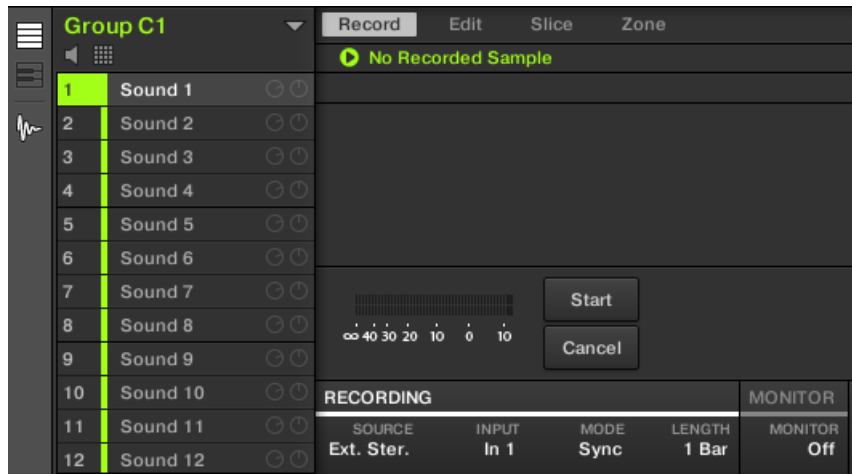 Group C1
Record Edit Slice Zone
No Recorded Sample
1 Sound 1
2 Sound 2
3 Sound 3
4 Sound 4
5 Sound 5
6 Sound 6
7 Sound 7
8 Sound 8
9 Sound 9
10 Sound 10
11 Sound 11
12 Sound 12
Start
∞ 40 30 20 10 0 10
Cancel
RECORDING MONITOR
SOURCE INPUT MODE LENGTH MONITOR
Ext. Ster. In 1 Sync 1 Bar Off